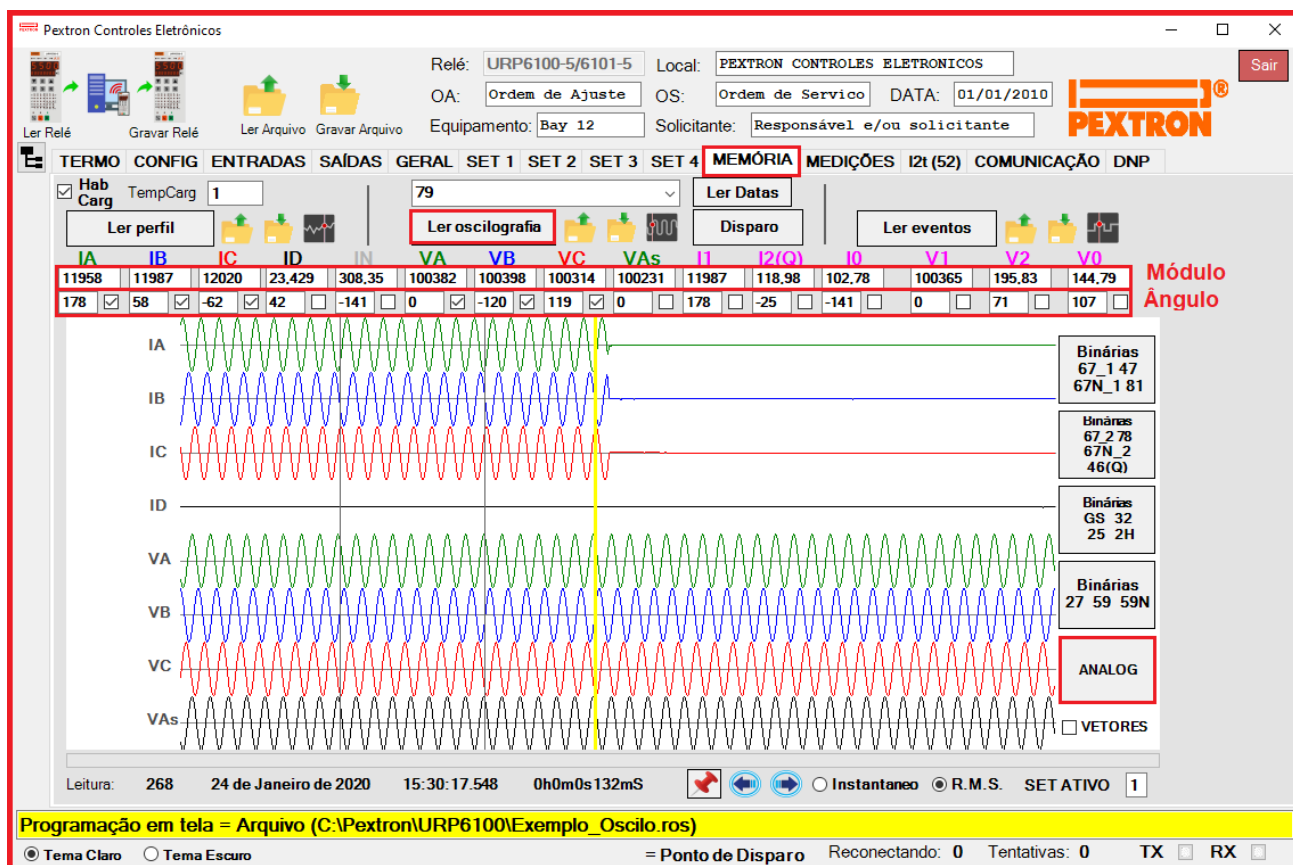 Pextron Controles Eletrônicos
Relé: URP6100-5/6101-5 Local: PEXTRON CONTROLES ELETRONICOS Sair
OA: Ordem de Ajuste OS: Ordem de Servico DATA: 01/01/2010
Equipamento: Bay 12 Solicitante: Responsável e/ou solicitante PEXTRON®
Ler Relé Gravar Relé Ler Arquivo Gravar Arquivo
TERMO CONFIG ENTRADAS SAÍDAS GERAL SET 1 SET 2 SET 3 SET 4 MEMÓRIA MEDIÇÕES I2t (52) COMUNICAÇÃO DNP
Hab Carg TempCarg 1 79 Ler Datas
Ler perfil Ler oscilografia Disparo Ler eventos
IA IB IC ID IN VA VB VC VAs I1 I2(Q) I0 V1 V2 V0
11958 11987 12020 23,429 308,35 100382 100398 100314 100231 11987 118,98 102,78 100365 195,83 144,79 Módulo
178 58 -62 42 -141 0 -120 119 0 178 -25 -141 0 71 107 Ângulo
IA
Binárias
67_1 47
67N_1 81
IB
Binárias
67_2 78
67N_2
46(Q)
IC
ID
Binárias
GS 32
25 2H
VA
Binárias
27 59 59N
VB
VC
ANALOG
VAs
VETORES
Leitura: 268 24 de Janeiro de 2020 15:30:17.548 0h0m0s132mS Instantaneo R.M.S. SET ATIVO 1
Programação em tela = Arquivo (C:\Pextron\URP6100\Exemplo_Oscilo.ros)
Tema Claro Tema Escuro = Ponto de Disparo Reconectando: 0 Tentativas: 0 TX RX